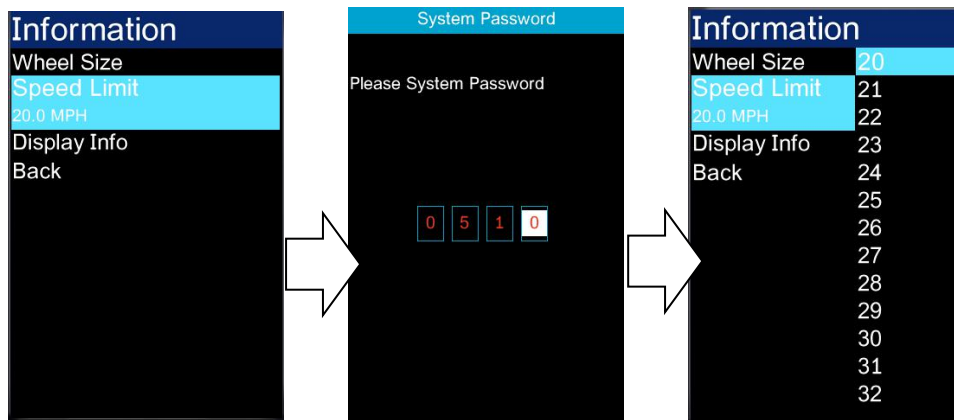 Information
Wheel Size
Speed Limit
20.0 MPH
Display Info
Back
System Password
Please System Password
0 5 1 0
Information
Wheel Size
Speed Limit
20.0 MPH
Display Info
Back
20
21
22
23
24
25
26
27
28
29
30
31
32